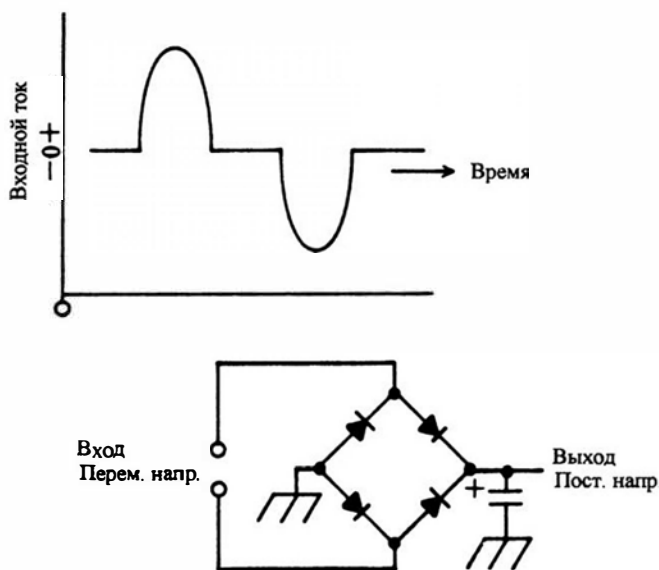 Входной ток
−0+
Время
Вход
Перем. напр.
+
Выход
Пост. напр